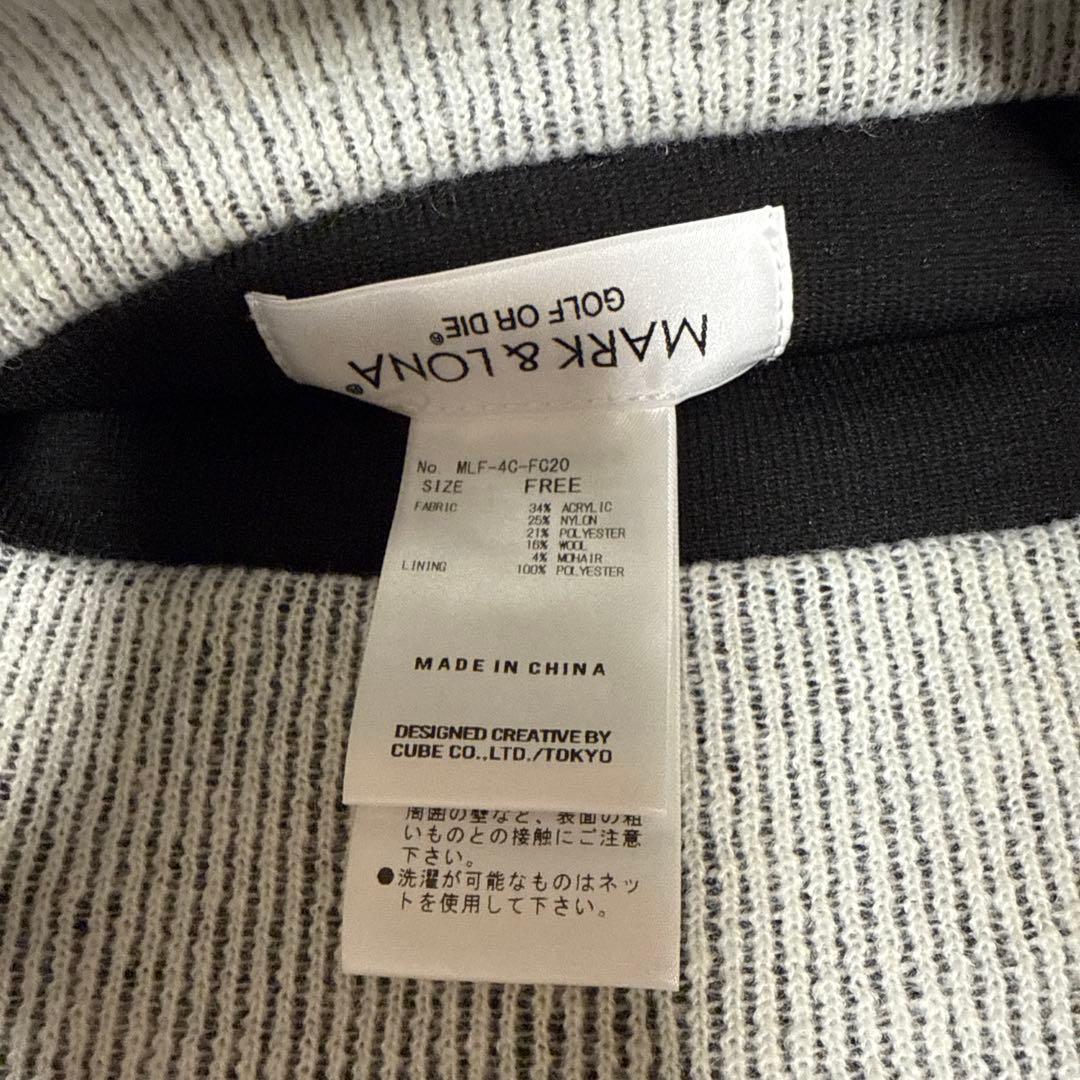 MARK & LONA®
GOLF OR DIE®
No. MLF-4C-FC20
SIZE FREE
FABRIC 34% ACRYLIC
25% NYLON
21% POLYESTER
16% WOOL
4% MOHAIR
LINING 100% POLYESTER
MADE IN CHINA
DESIGNED CREATIVE BY
CUBE CO.,LTD./TOKYO
周囲の壁など、表面の粗
いものとの接触にご注意
下さい。
●洗濯が可能なものはネッ
トを使用して下さい。